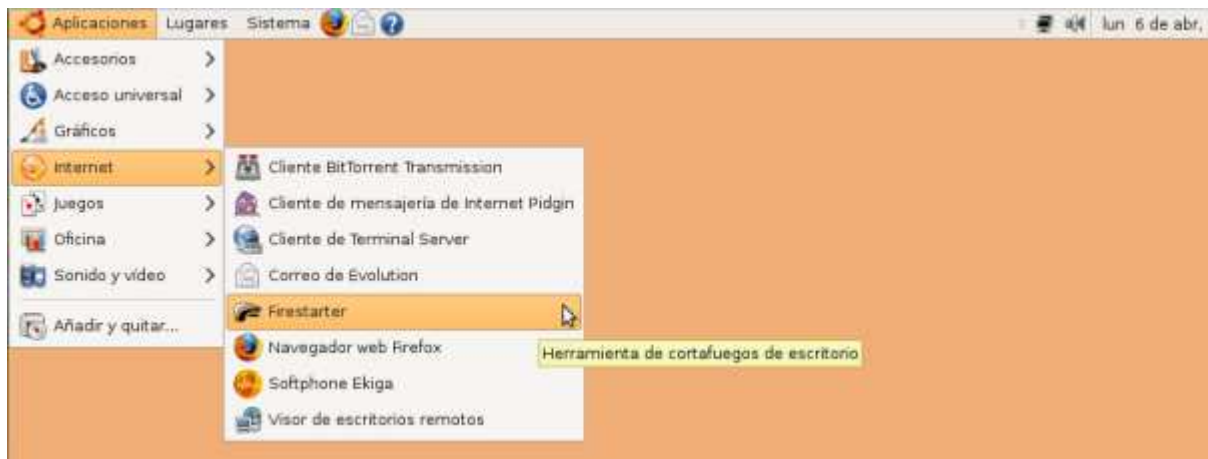 Aplicaciones Lugares Sistema lun 6 de abr,
Accesorios
Acceso universal
Gráficos
Internet
Juegos
Oficina
Sonido y vídeo
Añadir y quitar...
Cliente BitTorrent Transmission
Cliente de mensajería de Internet Pidgin
Cliente de Terminal Server
Correo de Evolution
Firestarter
Navegador web Firefox
Herramienta de cortafuegos de escritorio
Softphone Ekiga
Visor de escritorios remotos